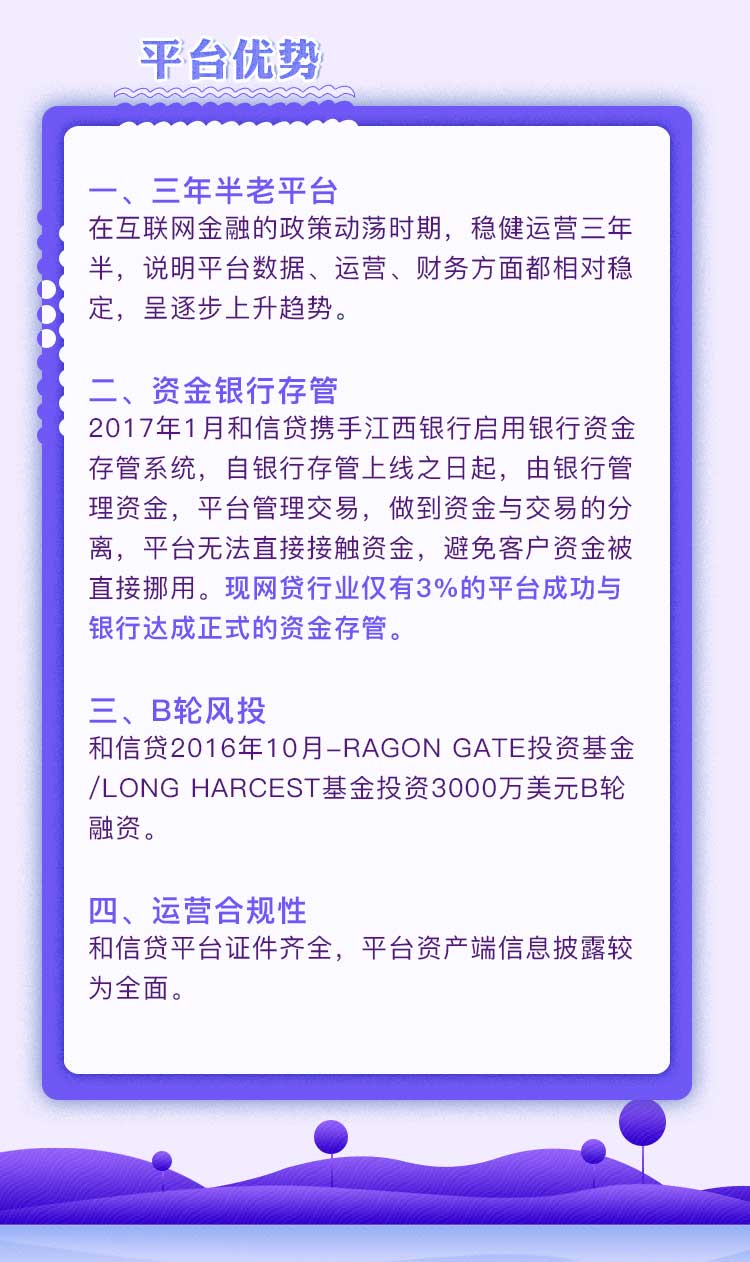 平台优势
一、三年半老平台
在互联网金融的政策动荡时期，稳健运营三年
半，说明平台数据、运营、财务方面都相对稳
定，呈逐步上升趋势。
二、资金银行存管
2017年1月和信贷携手江西银行启用银行资金
存管系统，自银行存管上线之日起，由银行管
理资金，平台管理交易，做到资金与交易的分
离，平台无法直接接触资金，避免客户资金被
直接挪用。现网贷行业仅有3%的平台成功与
银行达成正式的资金存管。
三、B轮风投
和信贷2016年10月–RAGON GATE投资基金
/LONG HARCEST基金投资3000万美元B轮
融资。
四、运营合规性
和信贷平台证件齐全，平台资产端信息披露较
为全面。